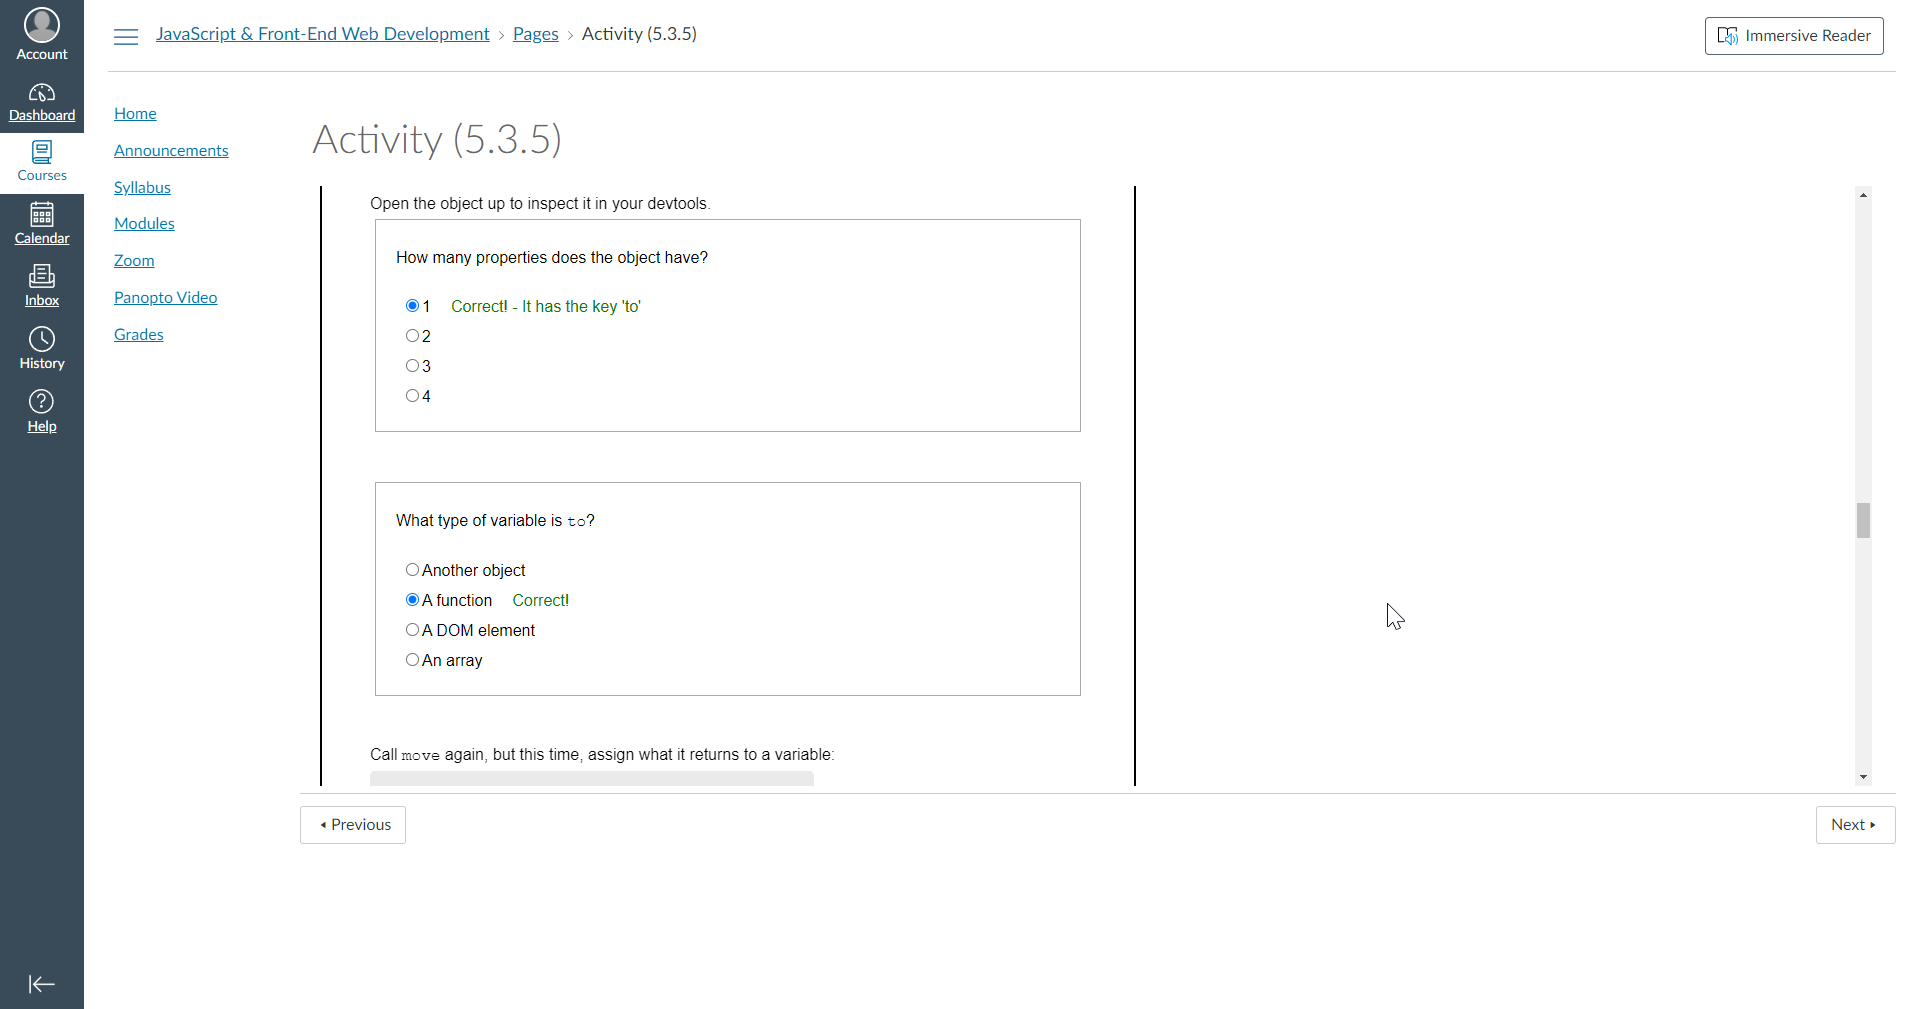 Account
Dashboard
Courses
Calendar
Inbox
History
Help
JavaScript & Front-End Web Development › Pages › Activity (5.3.5)
Immersive Reader
Home
Announcements
Syllabus
Modules
Zoom
Panopto Video
Grades
Activity (5.3.5)
Open the object up to inspect it in your devtools.
How many properties does the object have?
1 Correct! - It has the key 'to'
2
3
4
What type of variable is to?
Another object
A function Correct!
A DOM element
An array
Call move again, but this time, assign what it returns to a variable:
Previous
Next